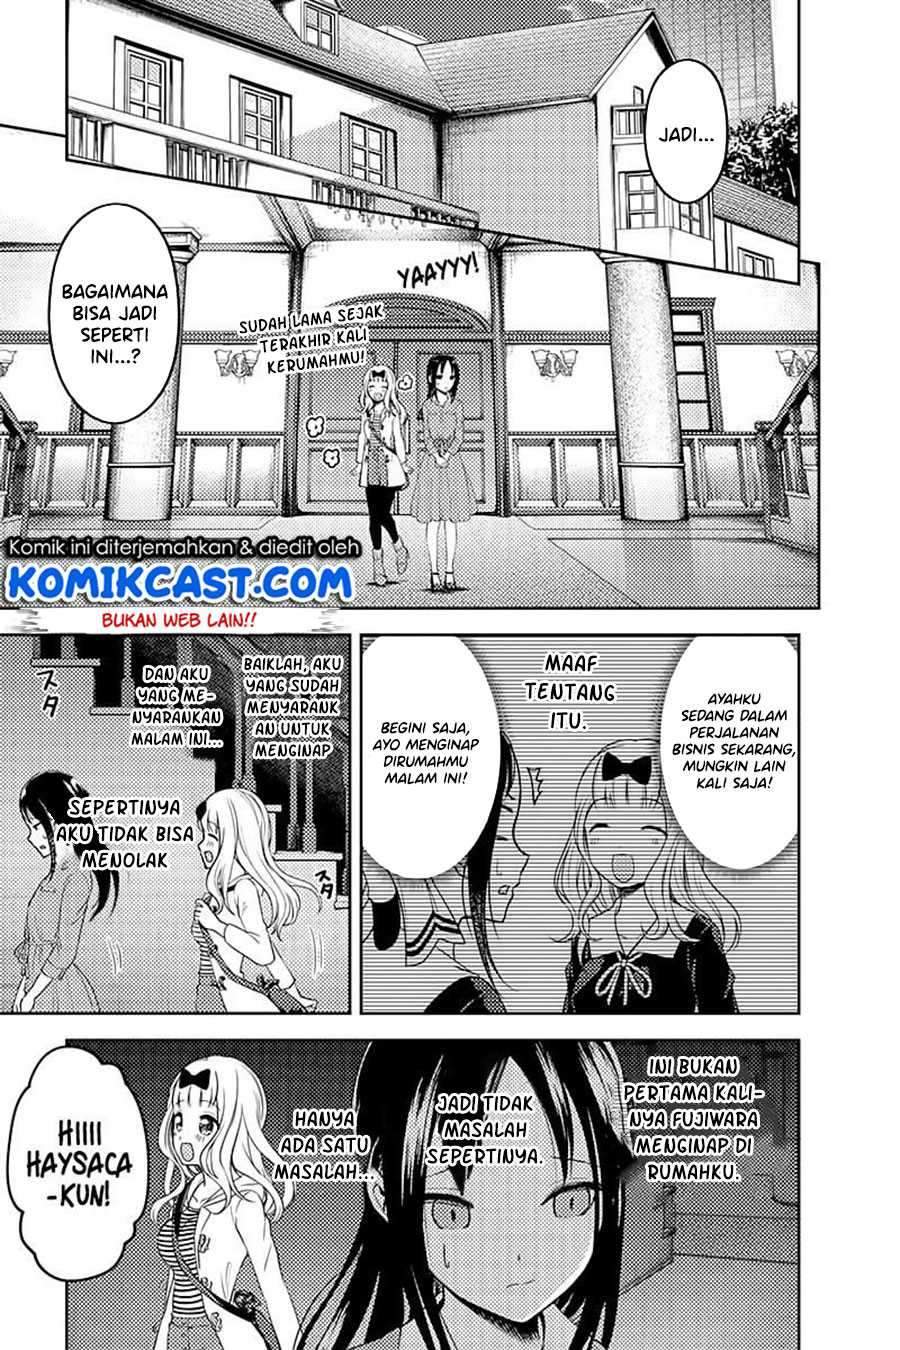 JADI...
BAGAIMANA
BISA JADI
SEPERTI
INI...?
YAAYYY!
SUDAH LAMA SEJAK
TERAKHIR KALI
KERUMAHMU!
Komik ini diterjemahkan & diedit oleh
KOMIKCAST.COM
BUKAN WEB LAIN!!
AYAHKU
SEDANG DALAM
PERJALANAN
BISNIS SEKARANG,
MUNGKIN LAIN
KALI SAJA!
MAAF
TENTANG
ITU.
BEGINI SAJA,
AYO MENGINAP
DIRUMAHMU
MALAM INI!
BAIKLAH, AKU
YANG SUDAH
MENYARANK
AN UNTUK
MENGINAP
DAN AKU
YANG ME-
NYARANKAN
MALAM INI...
SEPERTINYA
AKU TIDAK BISA
MENOLAK
スタ
スタ
INI BUKAN
PERTAMA KALI-
NYA FUJIWARA
MENGINAP DI
RUMAHKU.
JADI TIDAK
MASALAH
SEPERTINYA.
HANYA
ADA SATU
MASALAH...
HIIII
HAYSACA
-KUN!